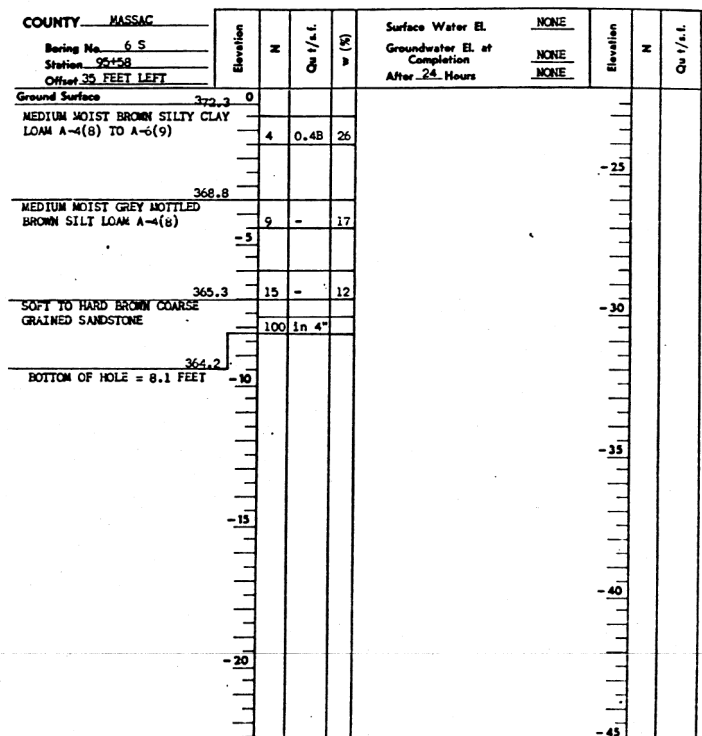 COUNTY MASSAC
Boring No. 6 S
Station 95+58
Offset 35 FEET LEFT
Elevation
N
Qu t/s.f.
w (%)
Surface Water El. NONE
Groundwater El. at Completion NONE
After 24 Hours NONE
Elevation
N
Qu t/s.f.
Ground Surface 372.3 0
MEDIUM MOIST BROWN SILTY CLAY
LOAM A-4(8) TO A-6(9)
4 0.4B 26
-25
368.8
MEDIUM MOIST GREY MOTTLED
BROWN SILT LOAM A-4(8)
9 - 17
-5
365.3 15 - 12
-30
SOFT TO HARD BROWN COARSE
GRAINED SANDSTONE
100 in 4"
364.2
BOTTOM OF HOLE = 8.1 FEET
-10
-35
-15
-40
-20
-45